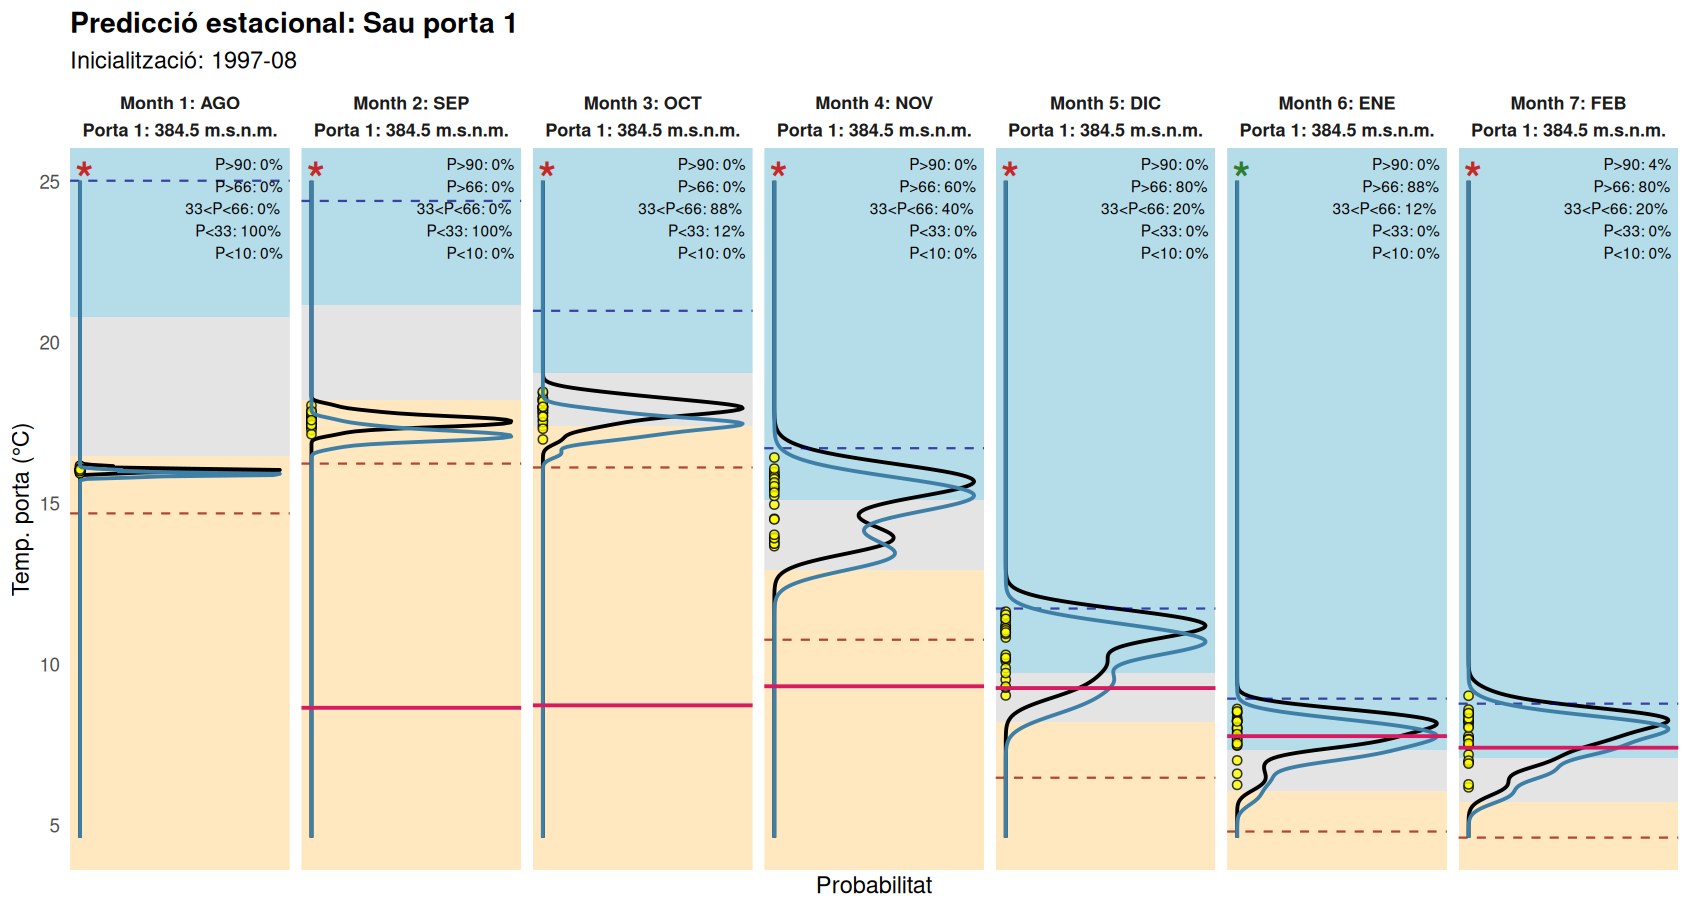 Predicció estacional: Sau porta 1
Inicialització: 1997-08
Month 1: AGO
Porta 1: 384.5 m.s.n.m.
Month 2: SEP
Porta 1: 384.5 m.s.n.m.
Month 3: OCT
Porta 1: 384.5 m.s.n.m.
Month 4: NOV
Porta 1: 384.5 m.s.n.m.
Month 5: DIC
Porta 1: 384.5 m.s.n.m.
Month 6: ENE
Porta 1: 384.5 m.s.n.m.
Month 7: FEB
Porta 1: 384.5 m.s.n.m.
*
P>90: 0%
P>66: 0%
33<P<66: 0%
P<33: 100%
P<10: 0%
*
P>90: 0%
P>66: 0%
33<P<66: 0%
P<33: 100%
P<10: 0%
*
P>90: 0%
P>66: 0%
33<P<66: 88%
P<33: 12%
P<10: 0%
*
P>90: 0%
P>66: 60%
33<P<66: 40%
P<33: 0%
P<10: 0%
*
P>90: 0%
P>66: 80%
33<P<66: 20%
P<33: 0%
P<10: 0%
*
P>90: 0%
P>66: 88%
33<P<66: 12%
P<33: 0%
P<10: 0%
*
P>90: 4%
P>66: 80%
33<P<66: 20%
P<33: 0%
P<10: 0%
25
20
15
10
5
Temp. porta (°C)
Probabilitat